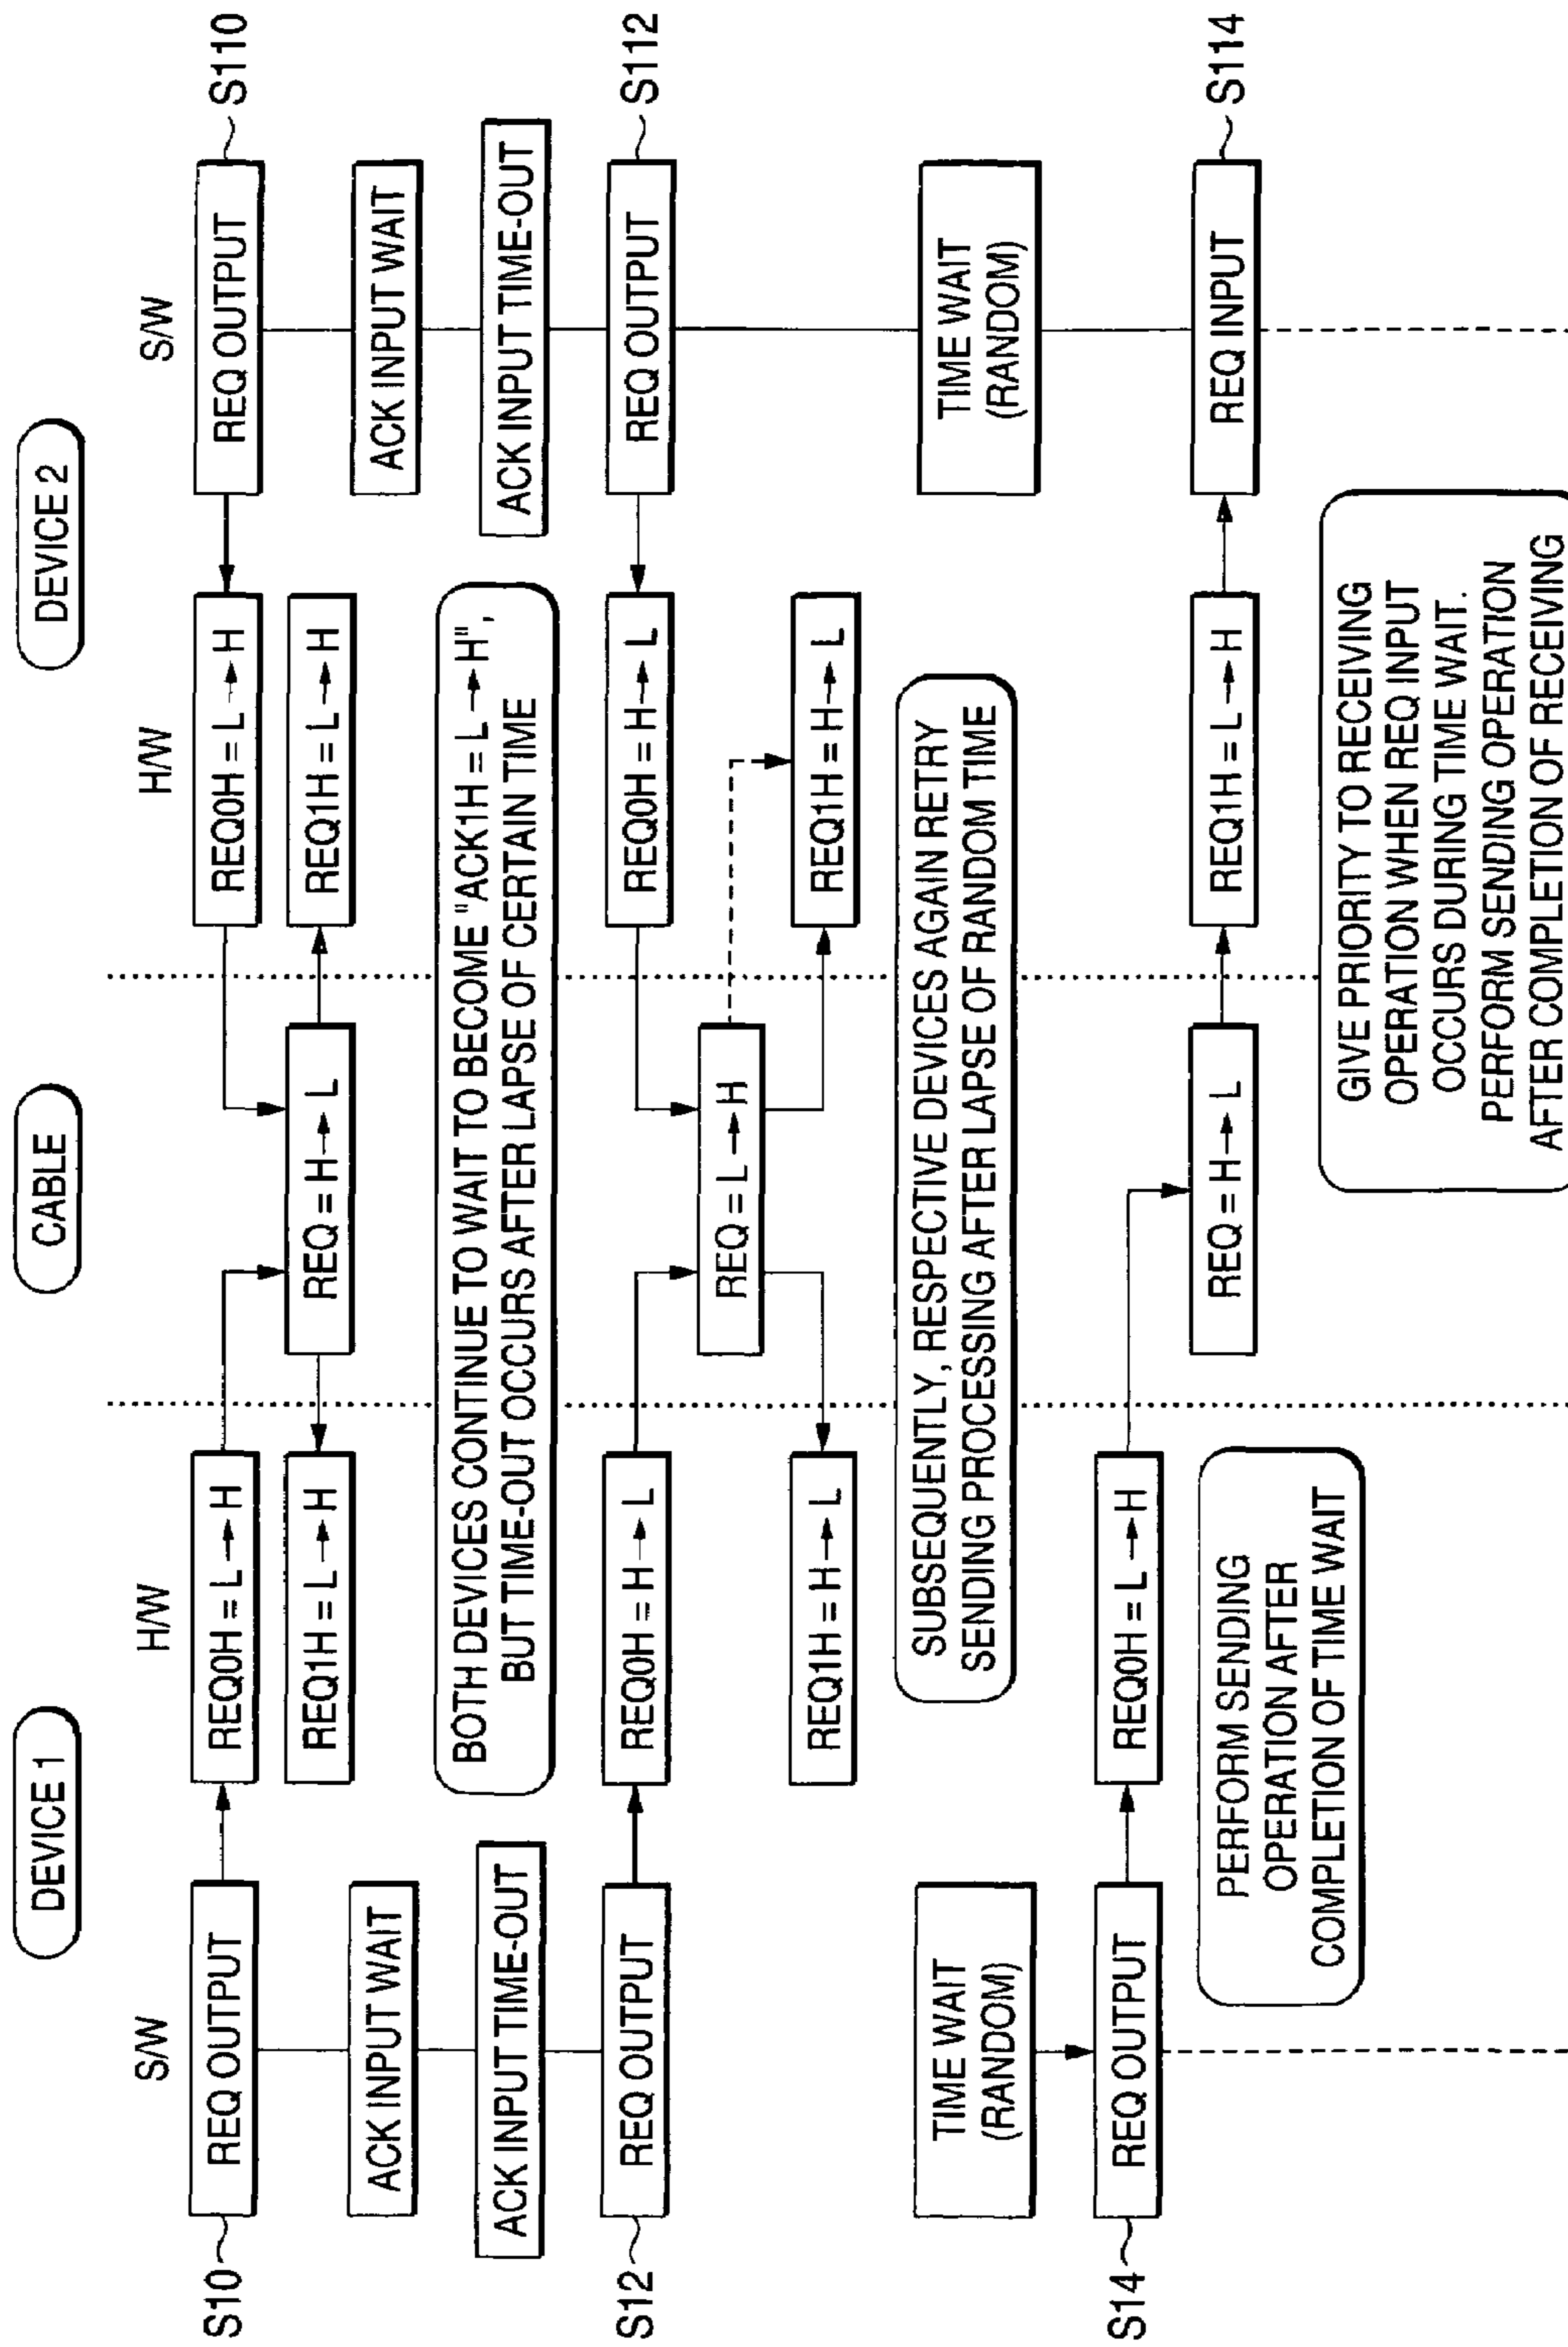 DEVICE 1
CABLE
DEVICE 2
S/W
H/W
H/W
S/W
S10
REQ OUTPUT
REQ0H = L → H
REQ0H = L → H
REQ OUTPUT
S110
REQ1H = L → H
REQ = H → L
REQ1H = L → H
ACK INPUT WAIT
ACK INPUT WAIT
BOTH DEVICES CONTINUE TO WAIT TO BECOME "ACK1H = L → H",
BUT TIME-OUT OCCURS AFTER LAPSE OF CERTAIN TIME
ACK INPUT TIME-OUT
ACK INPUT TIME-OUT
S12
REQ OUTPUT
REQ0H = H → L
REQ0H = H → L
REQ OUTPUT
S112
REQ = L → H
REQ1H = H → L
REQ1H = H → L
SUBSEQUENTLY, RESPECTIVE DEVICES AGAIN RETRY
SENDING PROCESSING AFTER LAPSE OF RANDOM TIME
TIME WAIT
(RANDOM)
TIME WAIT
(RANDOM)
S14
REQ OUTPUT
REQ0H = L → H
REQ = H → L
REQ1H = L → H
REQ INPUT
S114
PERFORM SENDING
OPERATION AFTER
COMPLETION OF TIME WAIT
GIVE PRIORITY TO RECEIVING
OPERATION WHEN REQ INPUT
OCCURS DURING TIME WAIT.
PERFORM SENDING OPERATION
AFTER COMPLETION OF RECEIVING